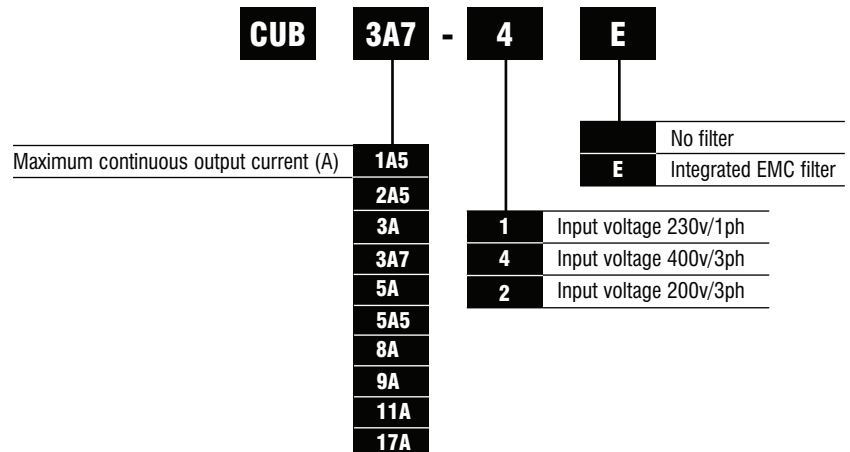 CUB 3A7 - 4 E
No filter
Maximum continuous output current (A) 1A5
E Integrated EMC filter
2A5
3A
1 Input voltage 230v/1ph
3A7
4 Input voltage 400v/3ph
5A
2 Input voltage 200v/3ph
5A5
8A
9A
11A
17A